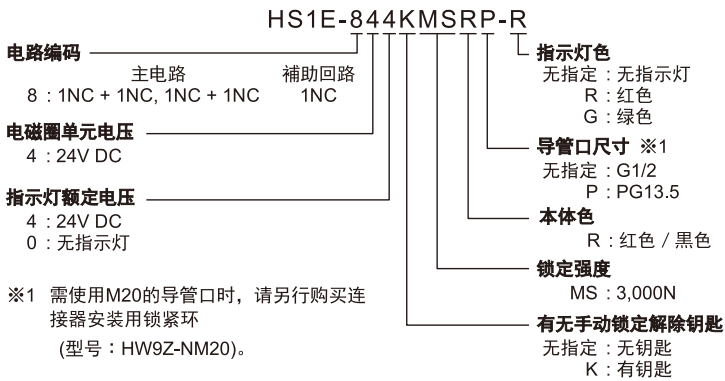 HS1E-844KMSRP-R
电路编码
主电路 補助回路
8 : 1NC + 1NC, 1NC + 1NC 1NC
电磁圈单元电压
4 : 24V DC
指示灯额定电压
4 : 24V DC
0 : 无指示灯
※1 需使用M20的导管口时，请另行购买连
接器安装用锁紧环
(型号：HW9Z-NM20)。
指示灯色
无指定 : 无指示灯
R : 红色
G : 绿色
导管口尺寸 ※1
无指定 : G1/2
P : PG13.5
本体色
R : 红色 / 黒色
锁定强度
MS : 3,000N
有无手动锁定解除钥匙
无指定 : 无钥匙
K : 有钥匙